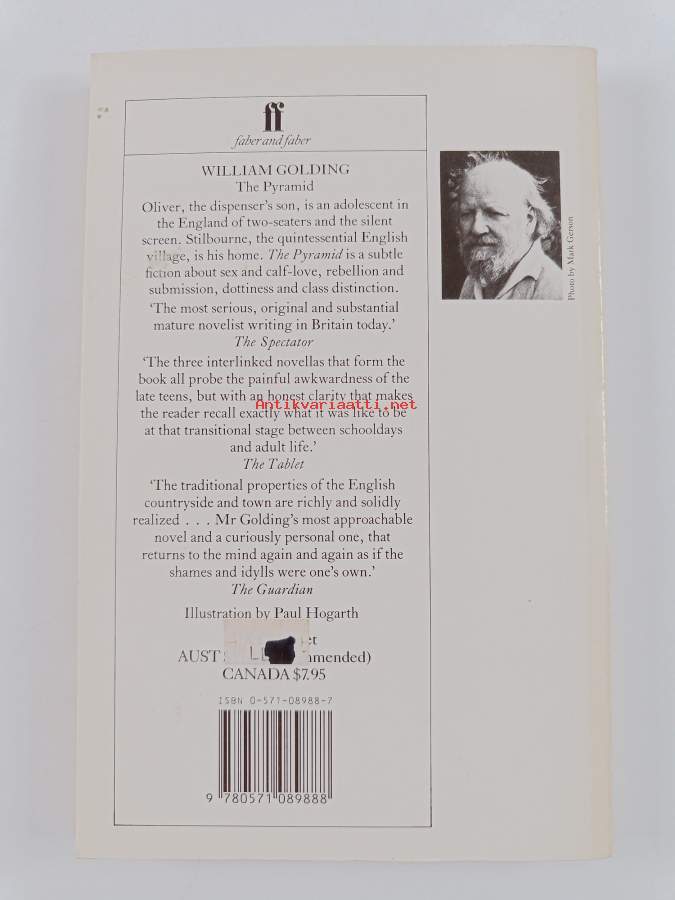 ff
faber and faber
WILLIAM GOLDING
The Pyramid
Oliver, the dispenser's son, is an adolescent in
the England of two-seaters and the silent
screen. Stilbourne, the quintessential English
village, is his home. The Pyramid is a subtle
fiction about sex and calf-love, rebellion and
submission, dottiness and class distinction.
'The most serious, original and substantial
mature novelist writing in Britain today.'
The Spectator
'The three interlinked novellas that form the
book all probe the painful awkwardness of the
late teens, but with an honest clarity that makes
Antikvariaatti.net
the reader recall exactly what it was like to be
at that transitional stage between schooldays
and adult life.'
The Tablet
'The traditional properties of the English
countryside and town are richly and solidly
realized . . . Mr Golding's most approachable
novel and a curiously personal one, that
returns to the mind again and again as if the
shames and idylls were one's own.'
The Guardian
Illustration by Paul Hogarth
AUST
CANADA $7.95
ISBN 0-571-08988-7
9 780571 089888
Photo by Mark Gerson